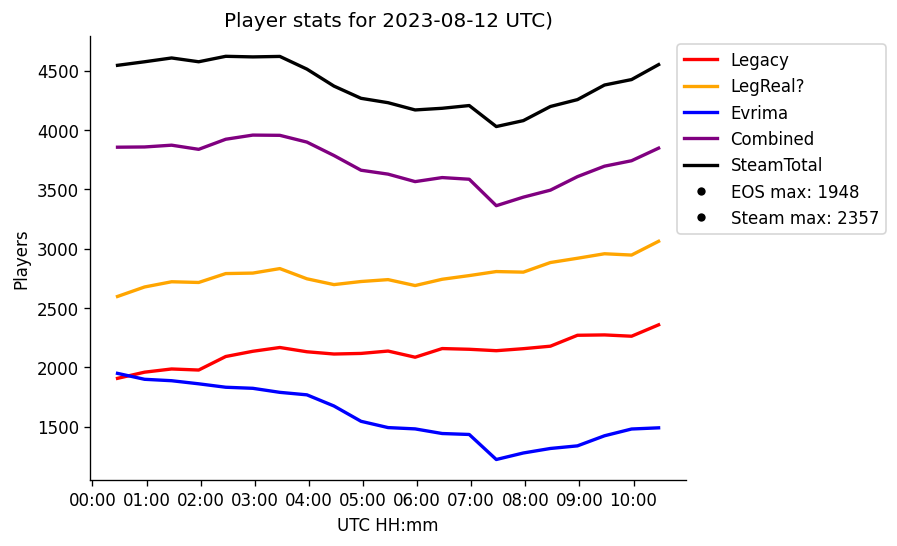 Player stats for 2023-08-12 UTC)
Legacy
LegReal?
Evrima
Combined
SteamTotal
EOS max: 1948
Steam max: 2357
Players
4500
4000
3500
3000
2500
2000
1500
00:00 01:00 02:00 03:00 04:00 05:00 06:00 07:00 08:00 09:00 10:00
UTC HH:mm